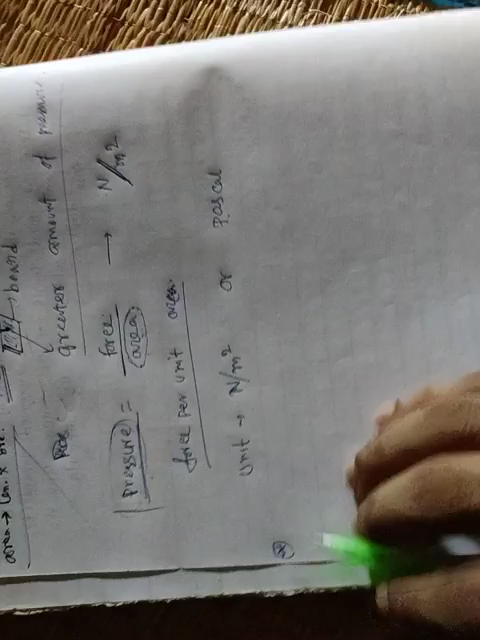 area → Len. × bre.
→ board
greater amount of pressure
Pressure = force / area → N/m²
force per unit area.
Unit → N/m² or Pascal